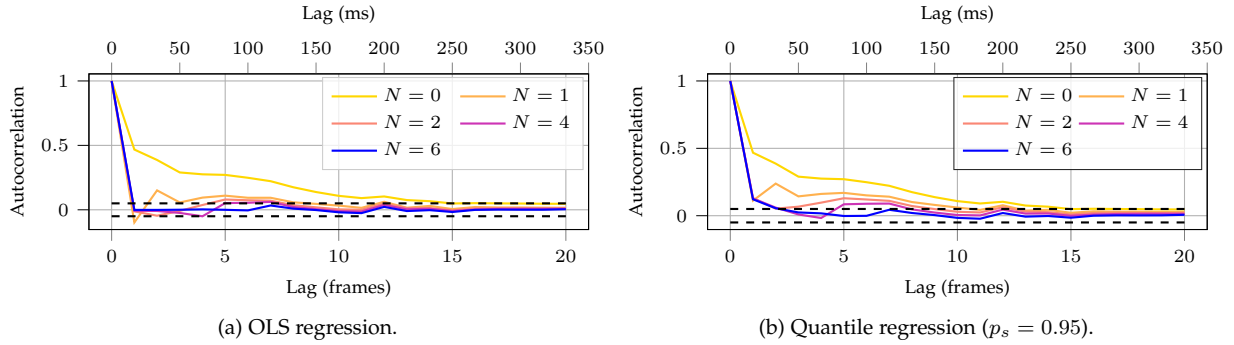 Lag (ms)
0 50 100 150 200 250 300 350
1
0.5
0
Autocorrelation
N = 0 N = 1
N = 2 N = 4
N = 6
0 5 10 15 20
Lag (frames)
(a) OLS regression.
Lag (ms)
0 50 100 150 200 250 300 350
1
0.5
0
Autocorrelation
N = 0 N = 1
N = 2 N = 4
N = 6
0 5 10 15 20
Lag (frames)
(b) Quantile regression (pₛ = 0.95).